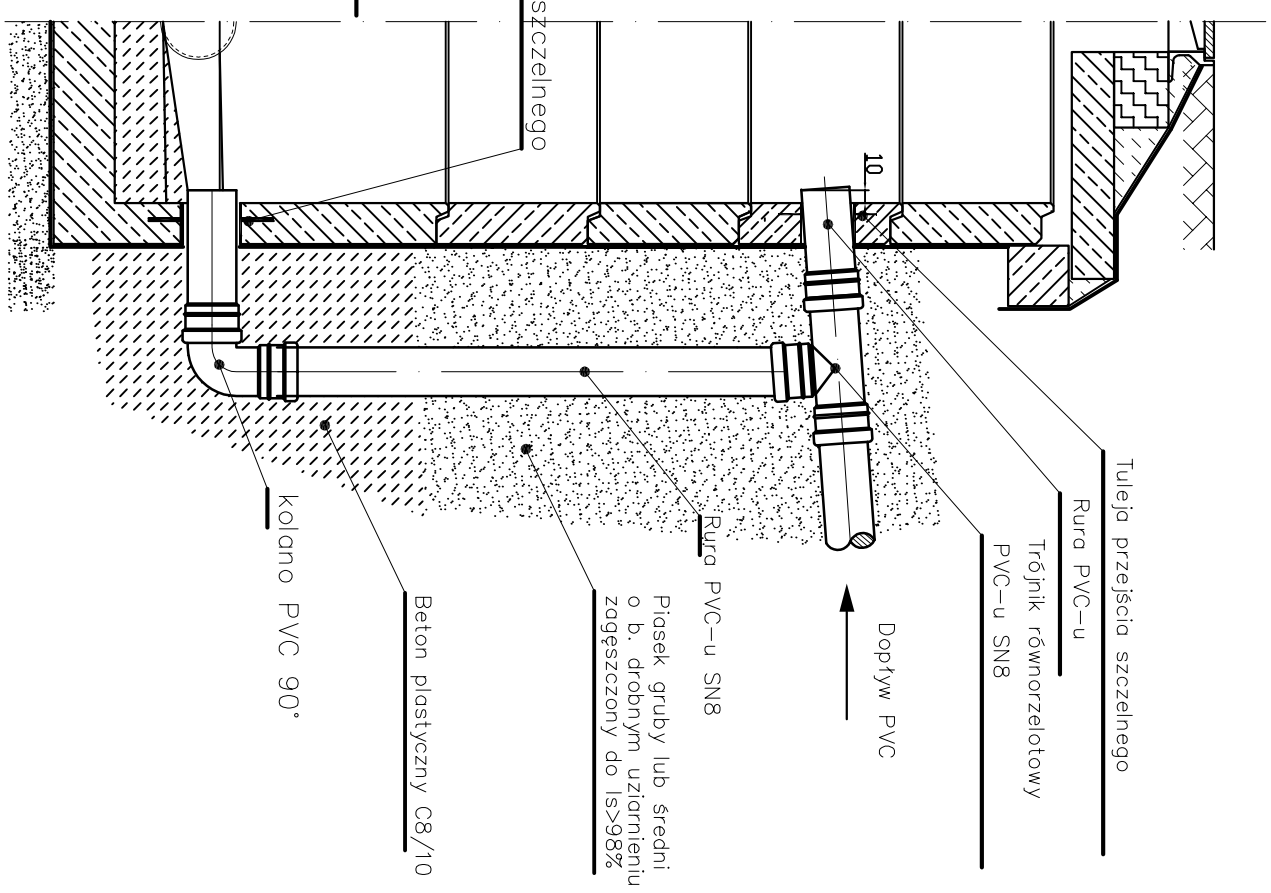 szczelnego
10
Tuleja przejścia szczelnego
Rura PVC-u
Trójnik równorzelotowy
PVC-u SN8
Dopływ PVC
Rura PVC-u SN8
Piasek gruby lub średni
o b. drobnym uziarnieniu
zagęszczony do Is>98%
Beton plastyczny C8/10
kolano PVC 90°